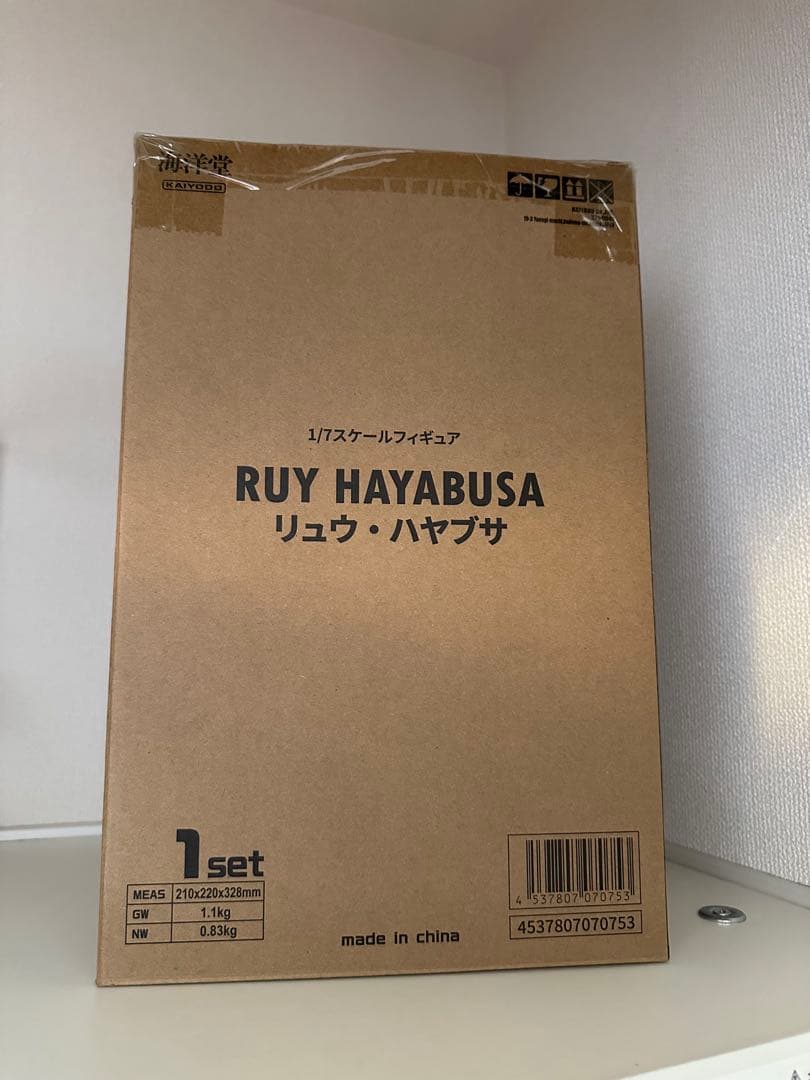 海洋堂
KAIYODO
1/7スケールフィギュア
RUY HAYABUSA
リュウ・ハヤブサ
1set
MEAS 210x220x328mm
GW 1.1kg
NW 0.83kg
made in china
4 537807 070753
4537807070753